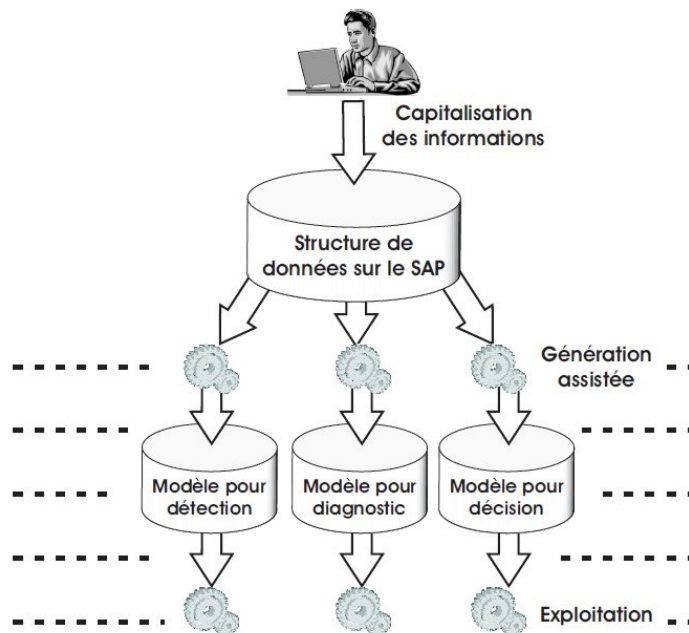 Capitalisation
des informations
Structure de
données sur le SAP
Génération
assistée
Modèle pour
détection
Modèle pour
diagnostic
Modèle pour
décision
Exploitation